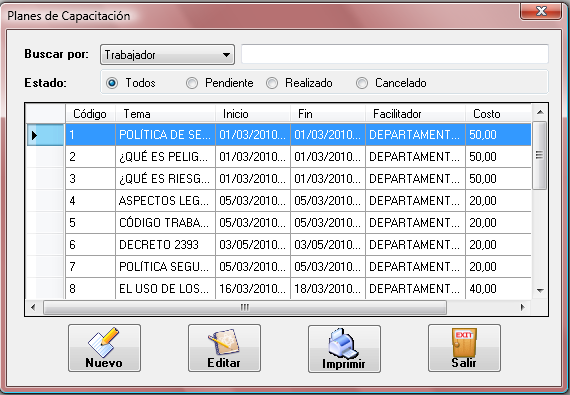 Planes de Capacitación
Buscar por: Trabajador
Estado: Todos Pendiente Realizado Cancelado
Código Tema Inicio Fin Facilitador Costo
1 POLÍTICA DE SE... 01/03/2010... 01/03/2010... DEPARTAMENT... 50,00
2 ¿QUÉ ES PELIG... 01/03/2010... 01/03/2010... DEPARTAMENT... 50,00
3 ¿QUÉ ES RIESG... 01/03/2010... 01/03/2010... DEPARTAMENT... 50,00
4 ASPECTOS LEG... 05/03/2010... 05/03/2010... DEPARTAMENT... 20,00
5 CÓDIGO TRABA... 05/03/2010... 05/03/2010... DEPARTAMENT... 20,00
6 DECRETO 2393 03/05/2010... 03/05/2010... DEPARTAMENT... 20,00
7 POLÍTICA SEGU... 05/03/2010... 05/03/2010... DEPARTAMENT... 20,00
8 EL USO DE LOS... 16/03/2010... 18/03/2010... DEPARTAMENT... 40,00
EXIT
Nuevo Editar Imprimir Salir